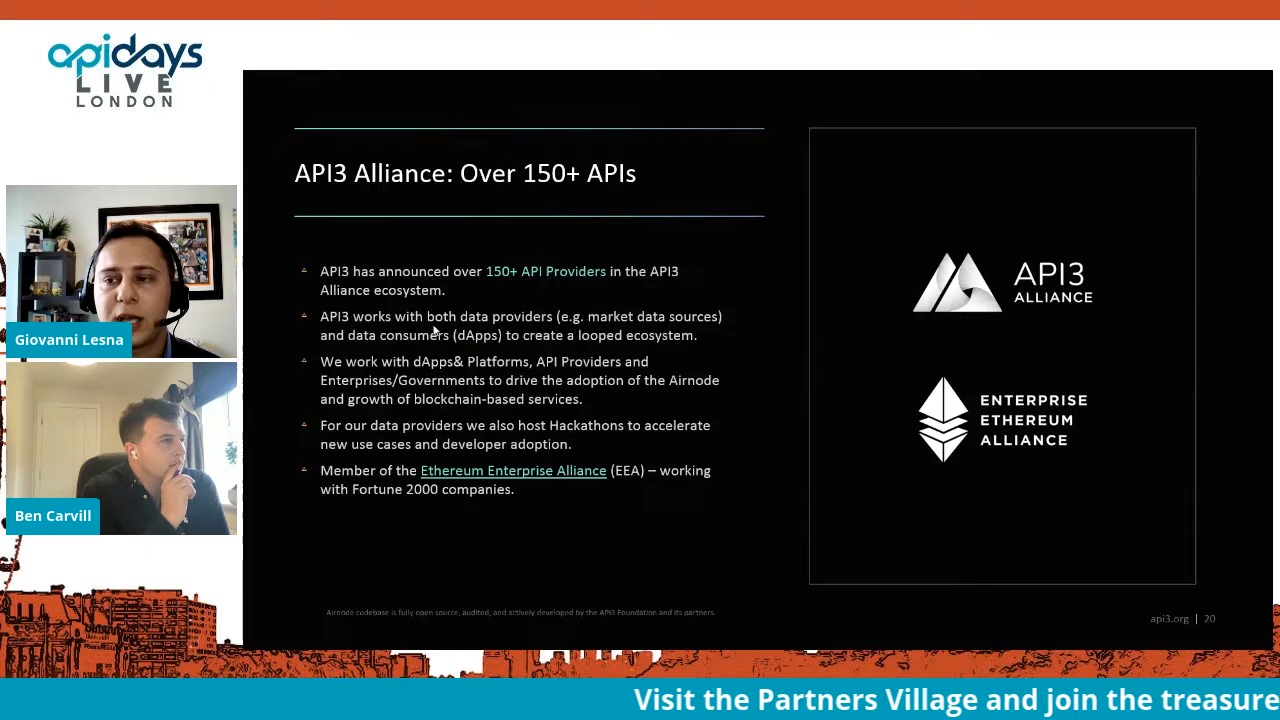 apidays
LIVE
LONDON
API3 Alliance: Over 150+ APIs
API3 has announced over 150+ API Providers in the API3
Alliance ecosystem.
API3 works with both data providers (e.g. market data sources)
and data consumers (dApps) to create a looped ecosystem.
We work with dApps& Platforms, API Providers and
Enterprises/Governments to drive the adoption of the Airnode
and growth of blockchain-based services.
For our data providers we also host Hackathons to accelerate
new use cases and developer adoption.
Member of the Ethereum Enterprise Alliance (EEA) – working
with Fortune 2000 companies.
Airnode codebase is fully open source, audited, and actively developed by the API3 Foundation and its partners.
API3
ALLIANCE
ENTERPRISE
ETHEREUM
ALLIANCE
api3.org | 20
Giovanni Lesna
Ben Carvill
Visit the Partners Village and join the treasure